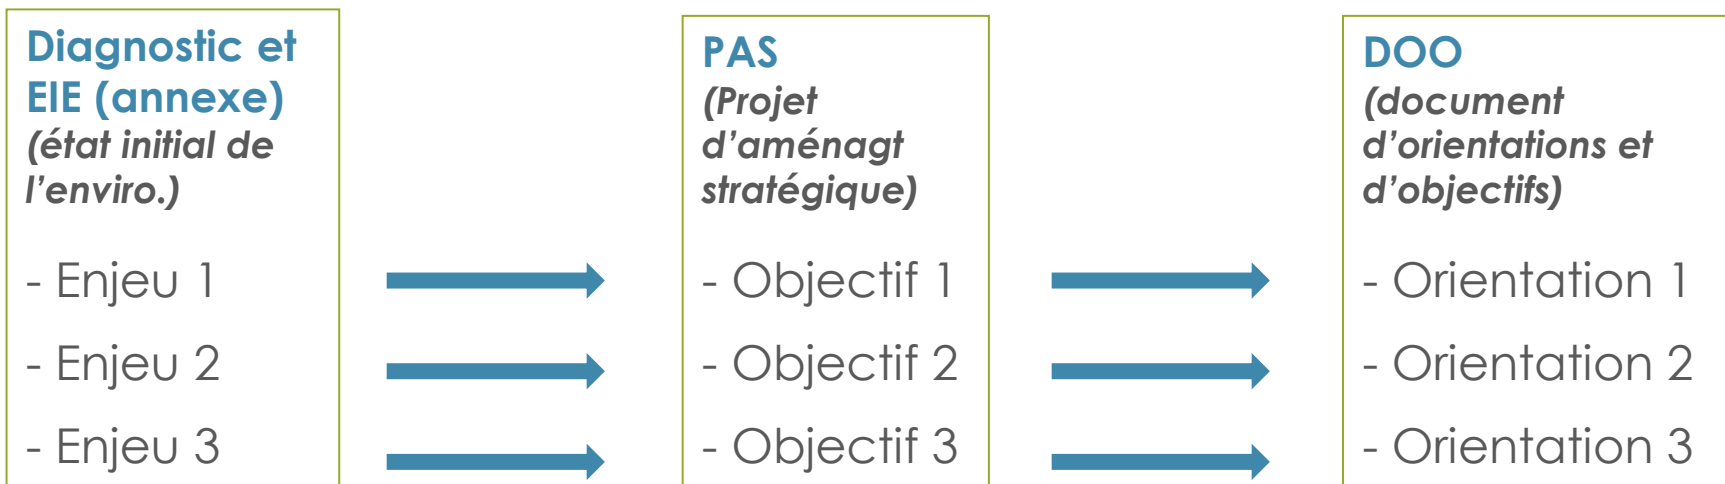 Diagnostic et
EIE (annexe)
(état initial de
l’enviro.)
- Enjeu 1
- Enjeu 2
- Enjeu 3
PAS
(Projet
d’aménagt
stratégique)
- Objectif 1
- Objectif 2
- Objectif 3
DOO
(document
d’orientations et
d’objectifs)
- Orientation 1
- Orientation 2
- Orientation 3